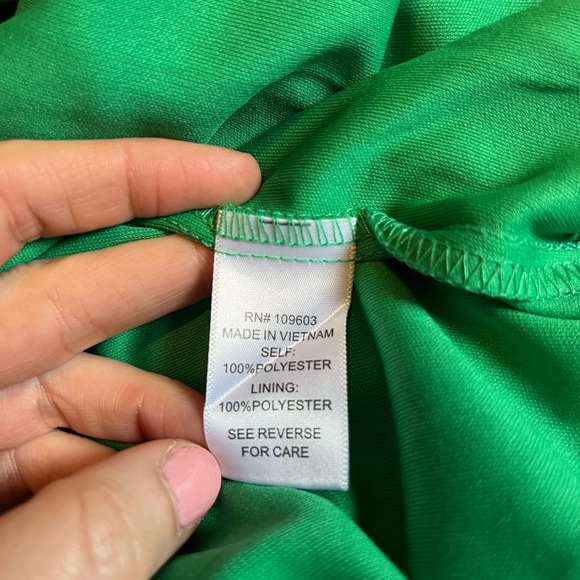 RN# 109603
MADE IN VIETNAM
SELF:
100%POLYESTER
LINING:
100%POLYESTER
SEE REVERSE
FOR CARE